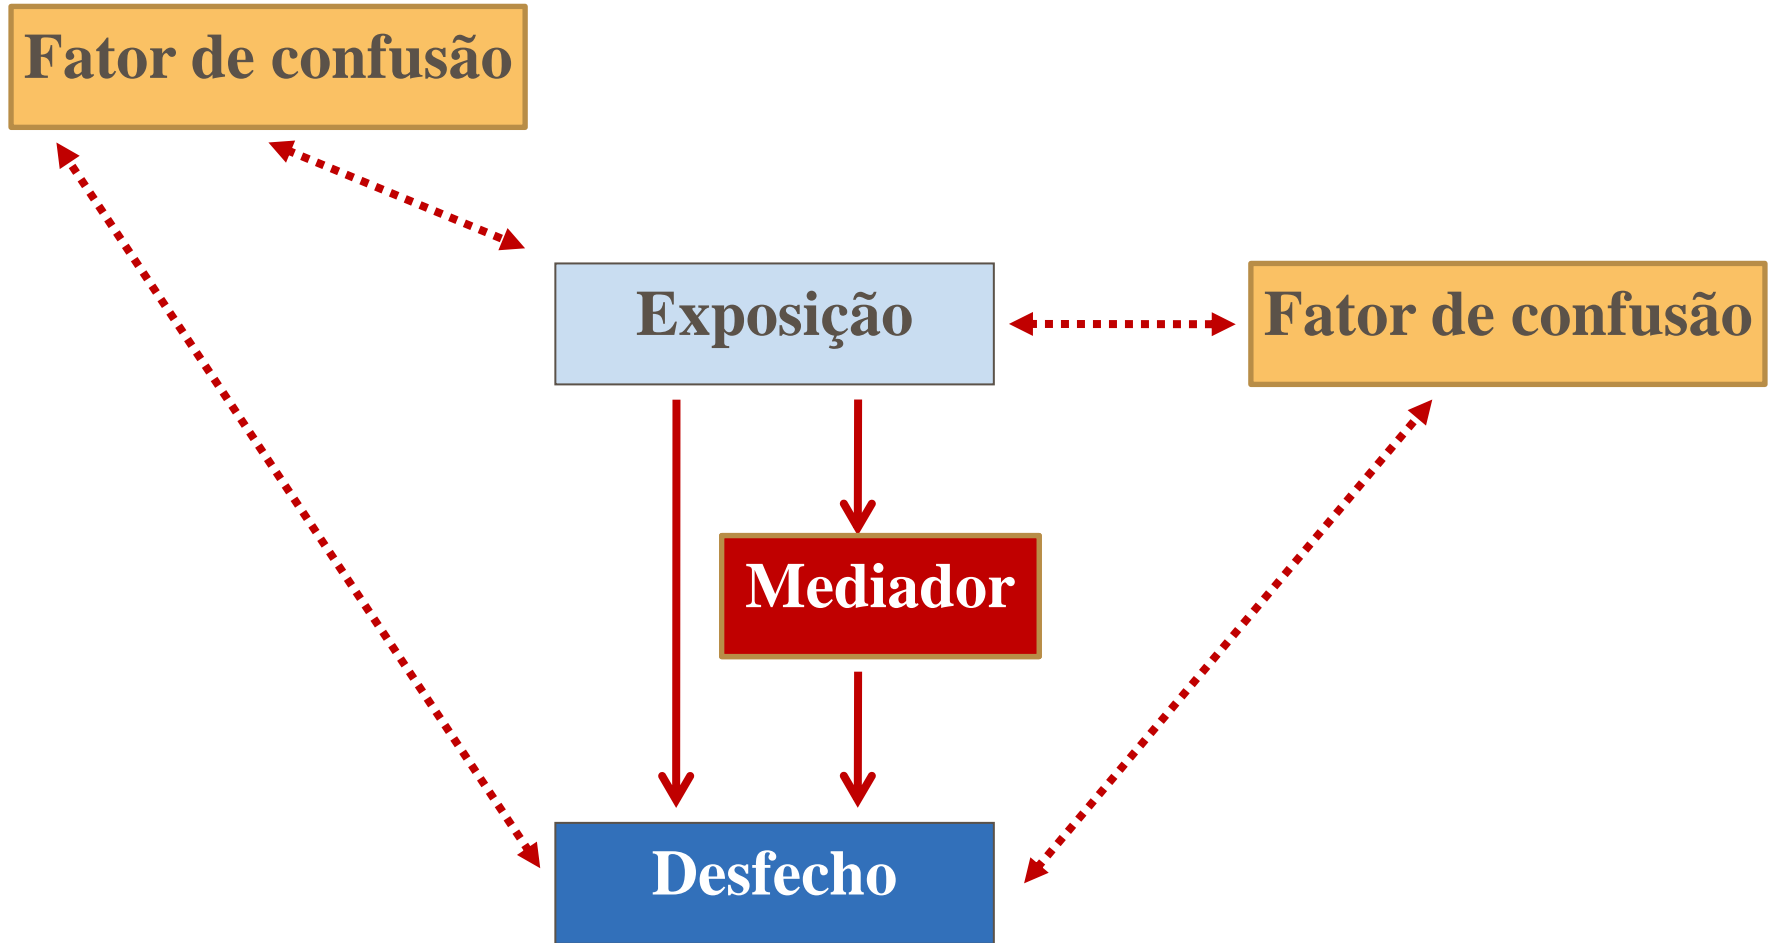 Fator de confusão
Exposição
Fator de confusão
Mediador
Desfecho